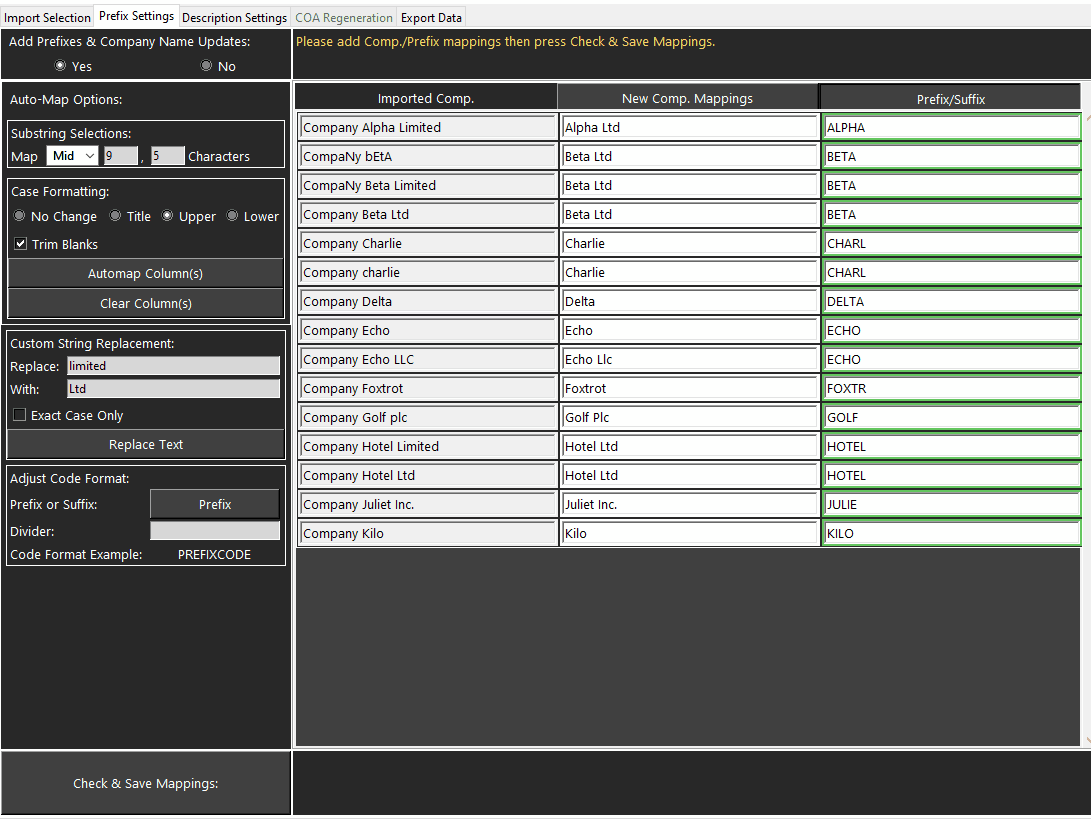 Import Selection Prefix Settings Description Settings COA Regeneration Export Data
Add Prefixes & Company Name Updates:
Yes No
Please add Comp./Prefix mappings then press Check & Save Mappings.
Auto-Map Options:
Substring Selections:
Map Mid 9 , 5 Characters
Case Formatting:
No Change Title Upper Lower
Trim Blanks
Automap Column(s)
Clear Column(s)
Custom String Replacement:
Replace: limited
With: Ltd
Exact Case Only
Replace Text
Adjust Code Format:
Prefix or Suffix: Prefix
Divider:
Code Format Example: PREFIXCODE
Check & Save Mappings:
Imported Comp. New Comp. Mappings Prefix/Suffix
Company Alpha Limited Alpha Ltd ALPHA
CompaNy bEtA Beta Ltd BETA
CompaNy Beta Limited Beta Ltd BETA
Company Beta Ltd Beta Ltd BETA
Company Charlie Charlie CHARL
Company charlie Charlie CHARL
Company Delta Delta DELTA
Company Echo Echo ECHO
Company Echo LLC Echo Llc ECHO
Company Foxtrot Foxtrot FOXTR
Company Golf plc Golf Plc GOLF
Company Hotel Limited Hotel Ltd HOTEL
Company Hotel Ltd Hotel Ltd HOTEL
Company Juliet Inc. Juliet Inc. JULIE
Company Kilo Kilo KILO